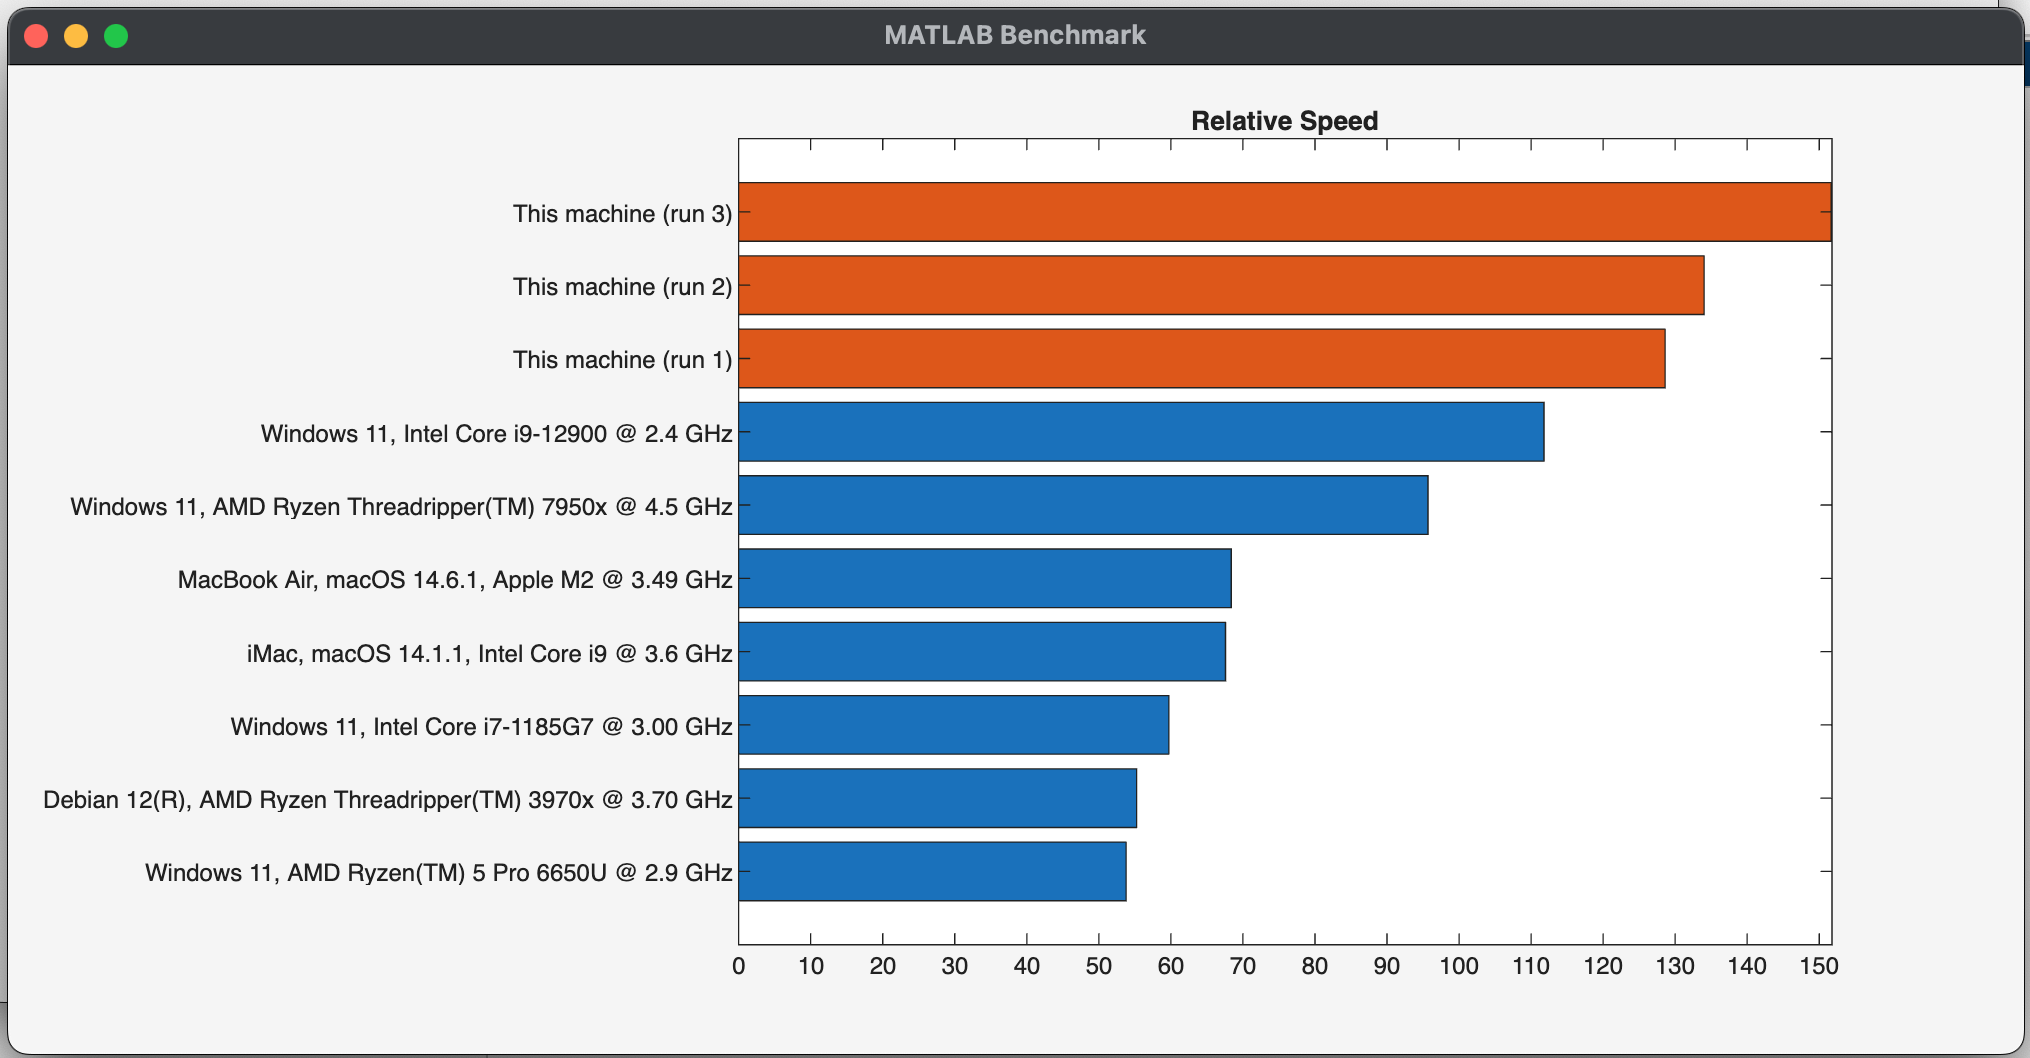 MATLAB Benchmark
Relative Speed
This machine (run 3)
This machine (run 2)
This machine (run 1)
Windows 11, Intel Core i9-12900 @ 2.4 GHz
Windows 11, AMD Ryzen Threadripper(TM) 7950x @ 4.5 GHz
MacBook Air, macOS 14.6.1, Apple M2 @ 3.49 GHz
iMac, macOS 14.1.1, Intel Core i9 @ 3.6 GHz
Windows 11, Intel Core i7-1185G7 @ 3.00 GHz
Debian 12(R), AMD Ryzen Threadripper(TM) 3970x @ 3.70 GHz
Windows 11, AMD Ryzen(TM) 5 Pro 6650U @ 2.9 GHz
0 10 20 30 40 50 60 70 80 90 100 110 120 130 140 150